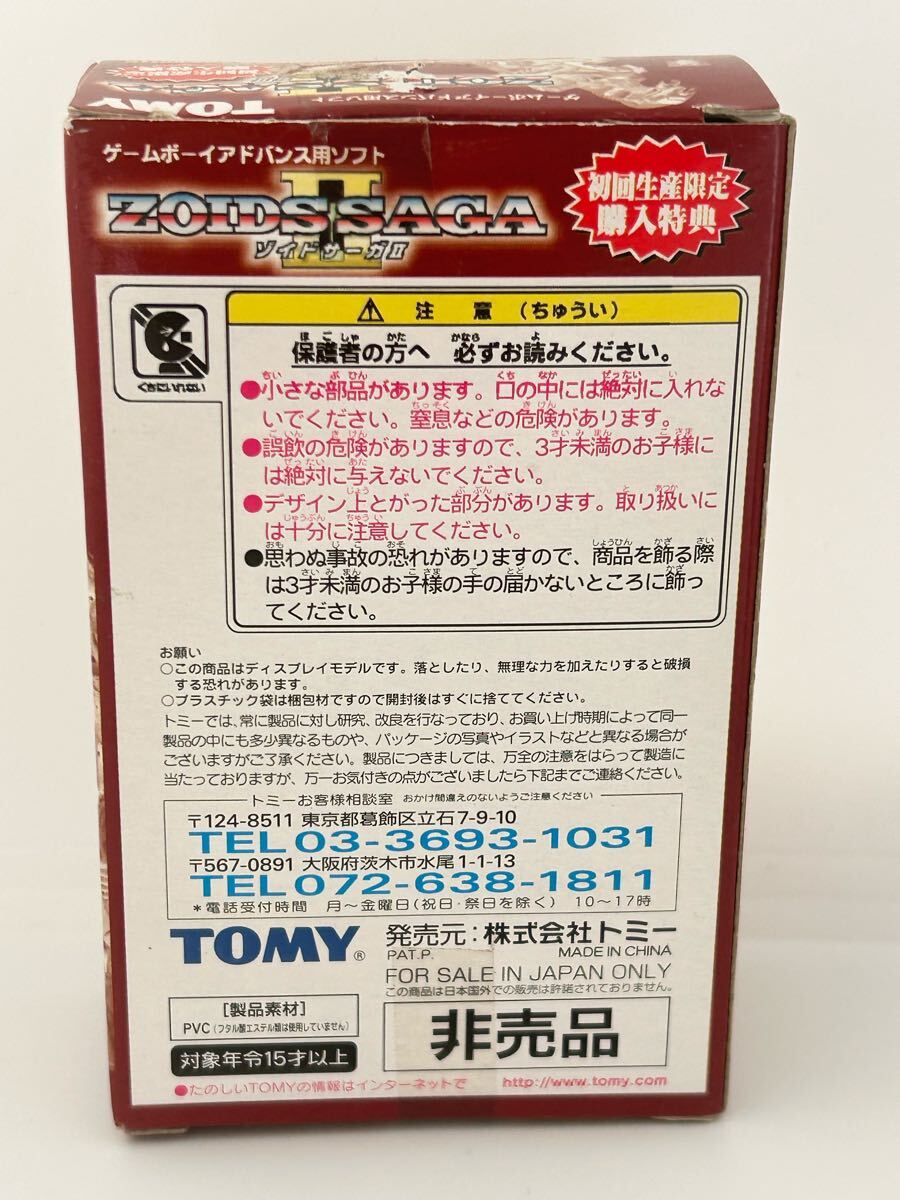 TOMY
ゲームボーイアドバンス用ソフト
初回生産限定
購入特典
ゲームボーイアドバンス用ソフト
ZOIDS SAGA II
ゾイドサーガII
初回生産限定
購入特典
くちにいれない
注意(ちゅうい)
保護者の方へ 必ずお読みください。
●小さな部品があります。口の中には絶対に入れな
いでください。窒息などの危険があります。
●誤飲の危険がありますので、3才未満のお子様に
は絶対に与えないでください。
●デザイン上とがった部分があります。取り扱いに
は十分に注意してください。
●思わぬ事故の恐れがありますので、商品を飾る際
は3才未満のお子様の手の届かないところに飾っ
てください。
お願い
○この商品はディスプレイモデルです。落としたり、無理な力を加えたりすると破損
する恐れがあります。
○プラスチック袋は梱包材ですので開封後はすぐに捨ててください。
トミーでは、常に製品に対し研究、改良を行なっており、お買い上げ時期によって同一
製品の中にも多少異なるものや、パッケージの写真やイラストなどと異なる場合が
ございますがご了承ください。製品につきましては、万全の注意をはらって製造に
当たっておりますが、万一お気付きの点がございましたら下記までご連絡ください。
トミーお客様相談室 おかけ間違えのないようご注意ください
〒124-8511 東京都葛飾区立石7-9-10
TEL 03-3693-1031
〒567-0891 大阪府茨木市水尾1-1-13
TEL 072-638-1811
*電話受付時間 月〜金曜日(祝日・祭日を除く) 10〜17時
TOMY®
発売元:株式会社トミー
PAT.P. MADE IN CHINA
FOR SALE IN JAPAN ONLY
この商品は日本国外での販売は許諾されておりません。
[製品素材]
PVC(フタル酸エステル類は使用していません)
対象年令15才以上
非売品
●たのしいTOMYの情報はインターネットで http://www.tomy.com